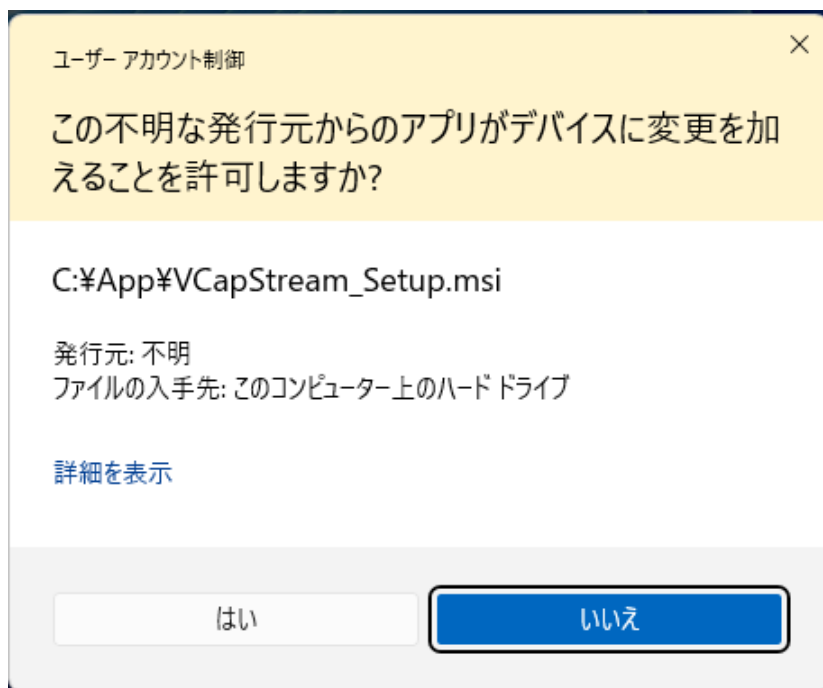 ユーザー アカウント制御
この不明な発行元からのアプリがデバイスに変更を加
えることを許可しますか?
C:¥App¥VCapStream_Setup.msi
発行元: 不明
ファイルの入手先: このコンピューター上のハード ドライブ
詳細を表示
はい
いいえ